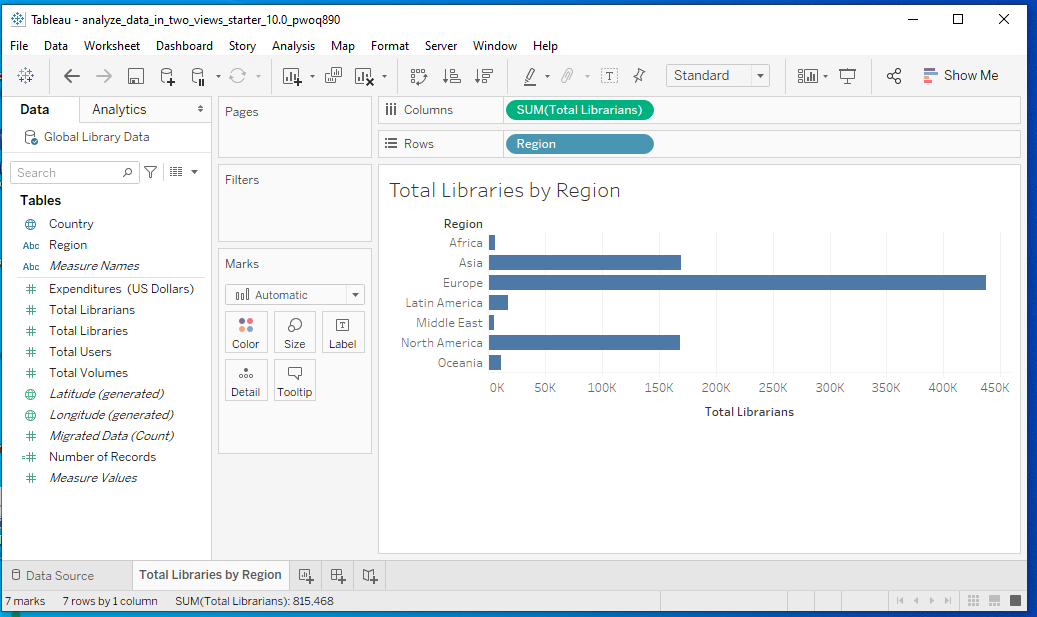 Tableau - analyze_data_in_two_views_starter_10.0_pwoq890
File Data Worksheet Dashboard Story Analysis Map Format Server Window Help
Standard Show Me
Data Analytics
Global Library Data
Search
Tables
Country
Abc Region
Abc Measure Names
Expenditures (US Dollars)
Total Librarians
Total Libraries
Total Users
Total Volumes
Latitude (generated)
Longitude (generated)
Migrated Data (Count)
Number of Records
Measure Values
Pages
Filters
Marks
Automatic
Color Size Label
Detail Tooltip
Columns SUM(Total Librarians)
Rows Region
Total Libraries by Region
Region
Africa
Asia
Europe
Latin America
Middle East
North America
Oceania
0K 50K 100K 150K 200K 250K 300K 350K 400K 450K
Total Librarians
Data Source Total Libraries by Region
7 marks 7 rows by 1 column SUM(Total Librarians): 815,468